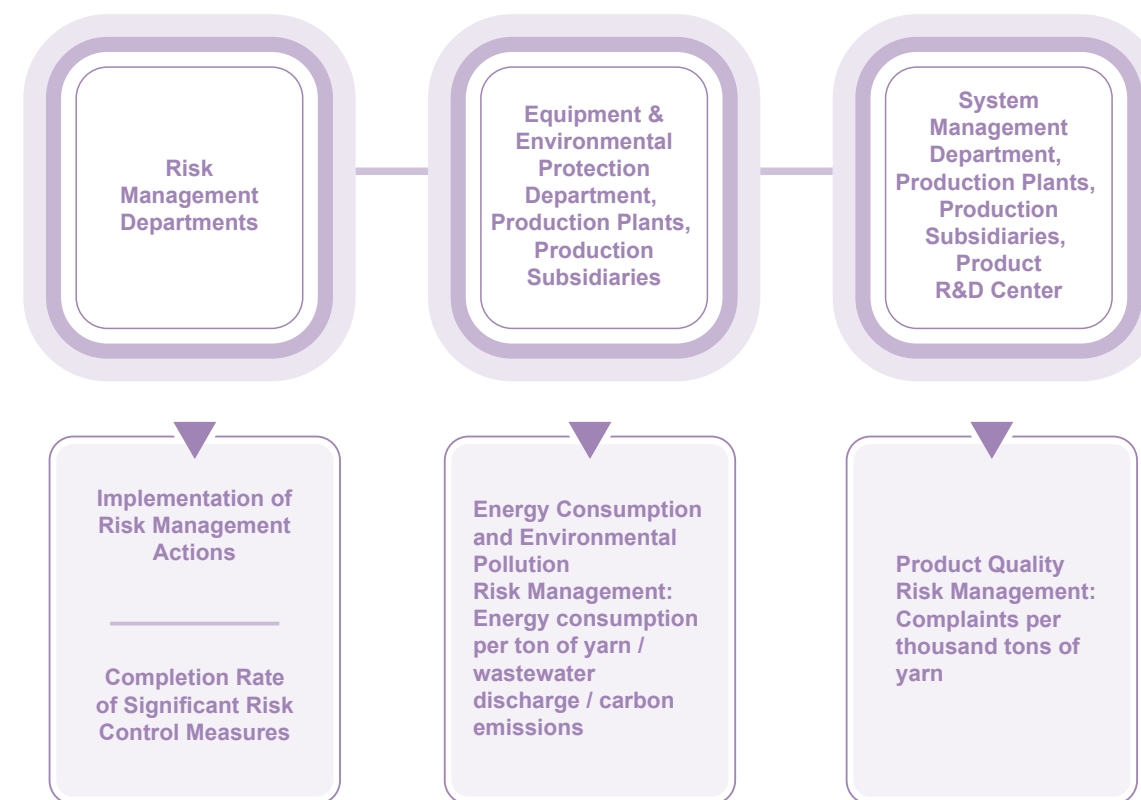 Risk
Management
Departments
Equipment &
Environmental
Protection
Department,
Production Plants,
Production
Subsidiaries
System
Management
Department,
Production Plants,
Production
Subsidiaries,
Product
R&D Center
Implementation of
Risk Management
Actions
Completion Rate
of Significant Risk
Control Measures
Energy Consumption
and Environmental
Pollution
Risk Management:
Energy consumption
per ton of yarn /
wastewater
discharge / carbon
emissions
Product Quality
Risk Management:
Complaints per
thousand tons of
yarn